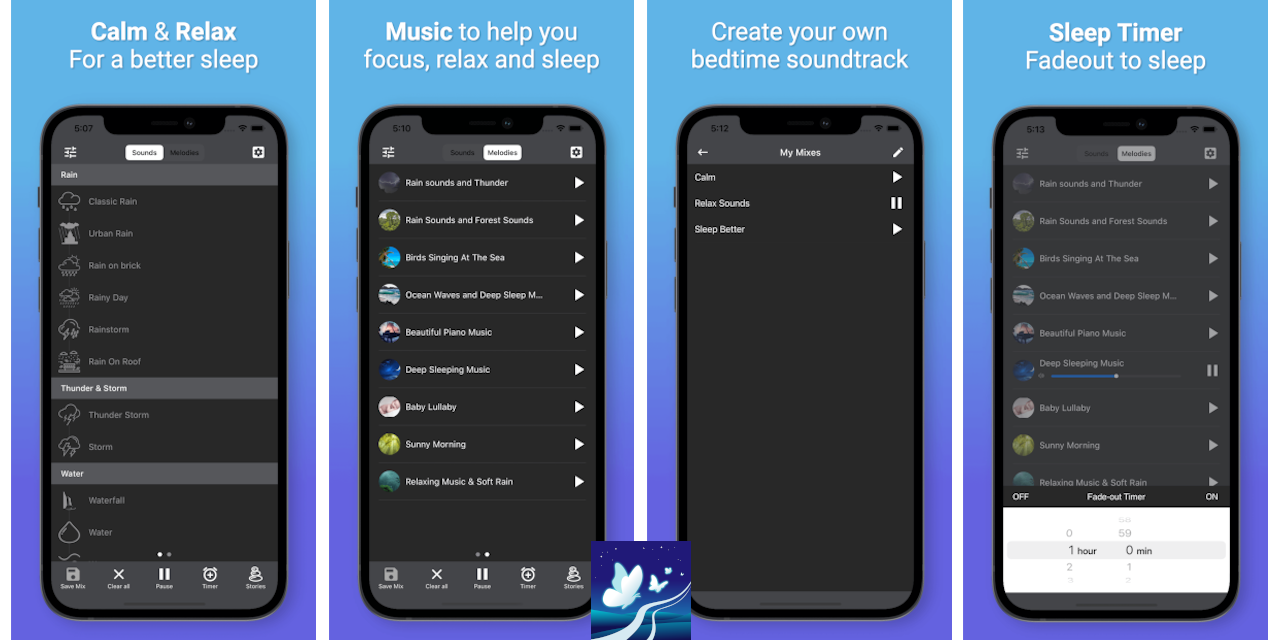 Calm & Relax
For a better sleep
5:07
Sounds
Melodies
Rain
Classic Rain
Urban Rain
Rain on brick
Rainy Day
Rainstorm
Rain On Roof
Thunder & Storm
Thunder Storm
Storm
Water
Waterfall
Water
Save Mix
Clear all
Pause
Timer
Stories
Music to help you
focus, relax and sleep
5:10
Sounds
Melodies
Rain sounds and Thunder
Rain Sounds and Forest Sounds
Birds Singing At The Sea
Ocean Waves and Deep Sleep M...
Beautiful Piano Music
Deep Sleeping Music
Baby Lullaby
Sunny Morning
Relaxing Music & Soft Rain
Save Mix
Clear all
Pause
Timer
Stories
Create your own
bedtime soundtrack
5:12
My Mixes
Calm
Relax Sounds
Sleep Better
Sleep Timer
Fadeout to sleep
5:13
Sounds
Melodies
Rain sounds and Thunder
Rain Sounds and Forest Sounds
Birds Singing At The Sea
Ocean Waves and Deep Sleep M...
Beautiful Piano Music
Deep Sleeping Music
Baby Lullaby
Sunny Morning
Relaxing Music & Soft Rain
OFF
Fade-out Timer
ON
0 59
1 hour 0 min
2 1
3 2